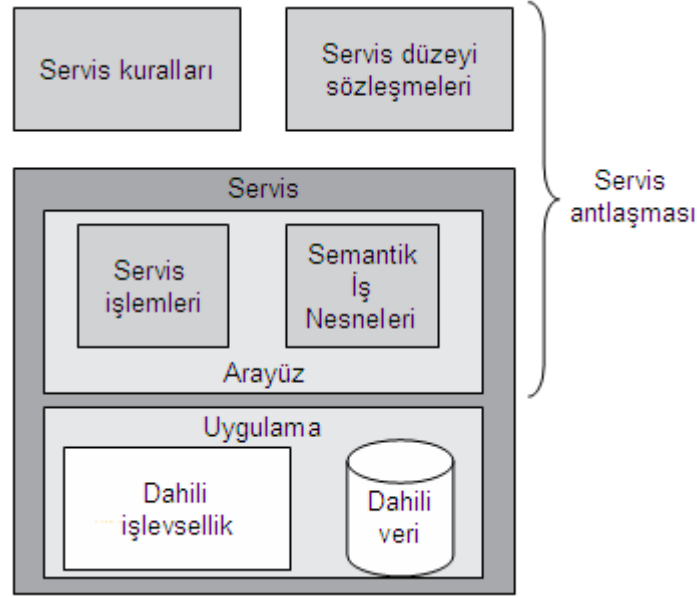 Servis kuralları
Servis düzeyi
sözleşmeleri
Servis
antlaşması
Servis
Servis
işlemleri
Semantik
İş
Nesneleri
Arayüz
Uygulama
Dahili
işlevsellik
Dahili
veri